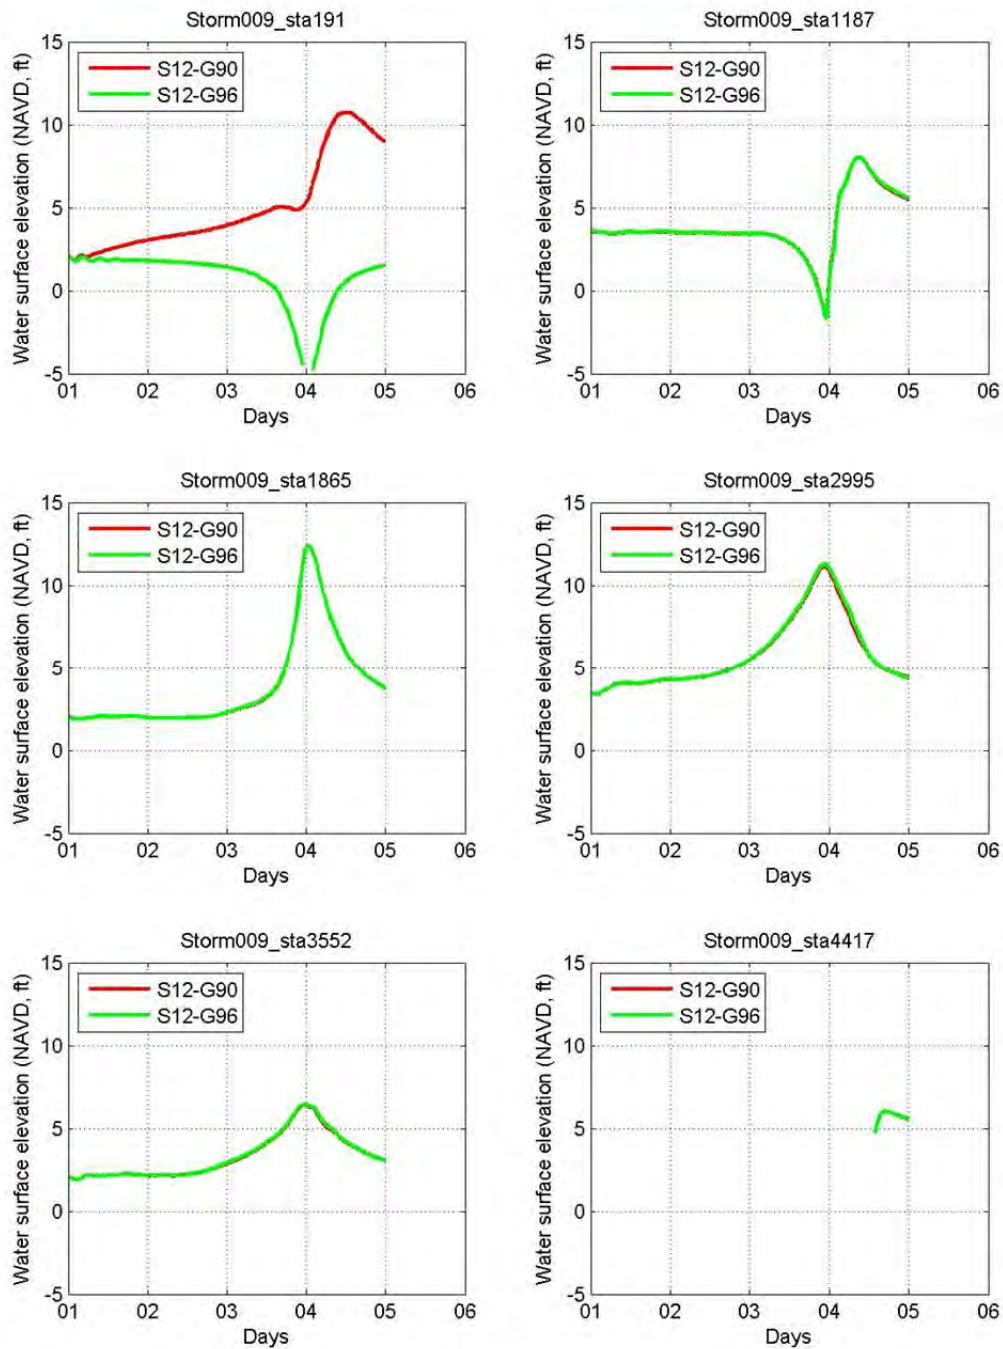 Storm009_sta191
Water surface elevation (NAVD, ft)
15
10
5
0
-5
S12-G90
S12-G96
01 02 03 04 05 06
Days
Storm009_sta1187
Water surface elevation (NAVD, ft)
15
10
5
0
-5
S12-G90
S12-G96
01 02 03 04 05 06
Days
Storm009_sta1865
Water surface elevation (NAVD, ft)
15
10
5
0
-5
S12-G90
S12-G96
01 02 03 04 05 06
Days
Storm009_sta2995
Water surface elevation (NAVD, ft)
15
10
5
0
-5
S12-G90
S12-G96
01 02 03 04 05 06
Days
Storm009_sta3552
Water surface elevation (NAVD, ft)
15
10
5
0
-5
S12-G90
S12-G96
01 02 03 04 05 06
Days
Storm009_sta4417
Water surface elevation (NAVD, ft)
15
10
5
0
-5
S12-G90
S12-G96
01 02 03 04 05 06
Days